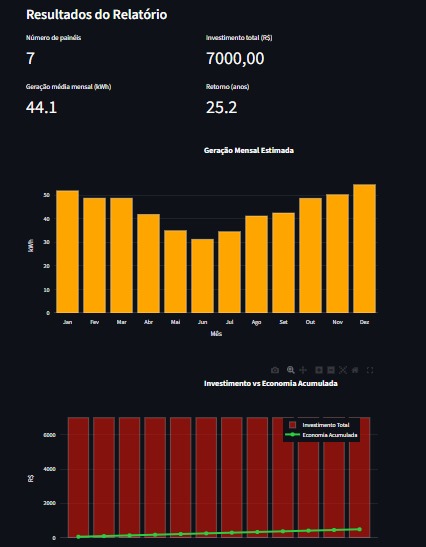 Resultados do Relatório
Número de painéis
Investimento total (R$)
7
7000,00
Geração média mensal (kWh)
Retorno (anos)
44.1
25.2
Geração Mensal Estimada
50
40
30
20
10
0
kWh
Jan Fev Mar Abr Mai Jun Jul Ago Set Out Nov Dez
Mês
Investimento vs Economia Acumulada
Investimento Total
Economia Acumulada
6000
4000
2000
0
R$